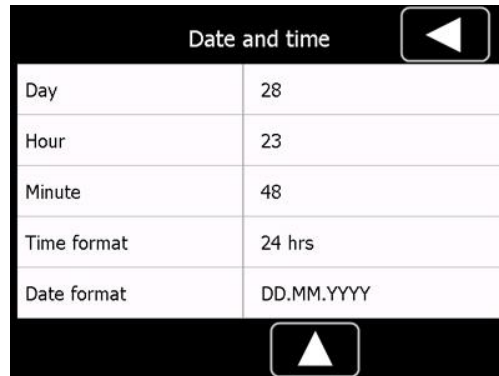 Date and time
Day 28
Hour 23
Minute 48
Time format 24 hrs
Date format DD.MM.YYYY